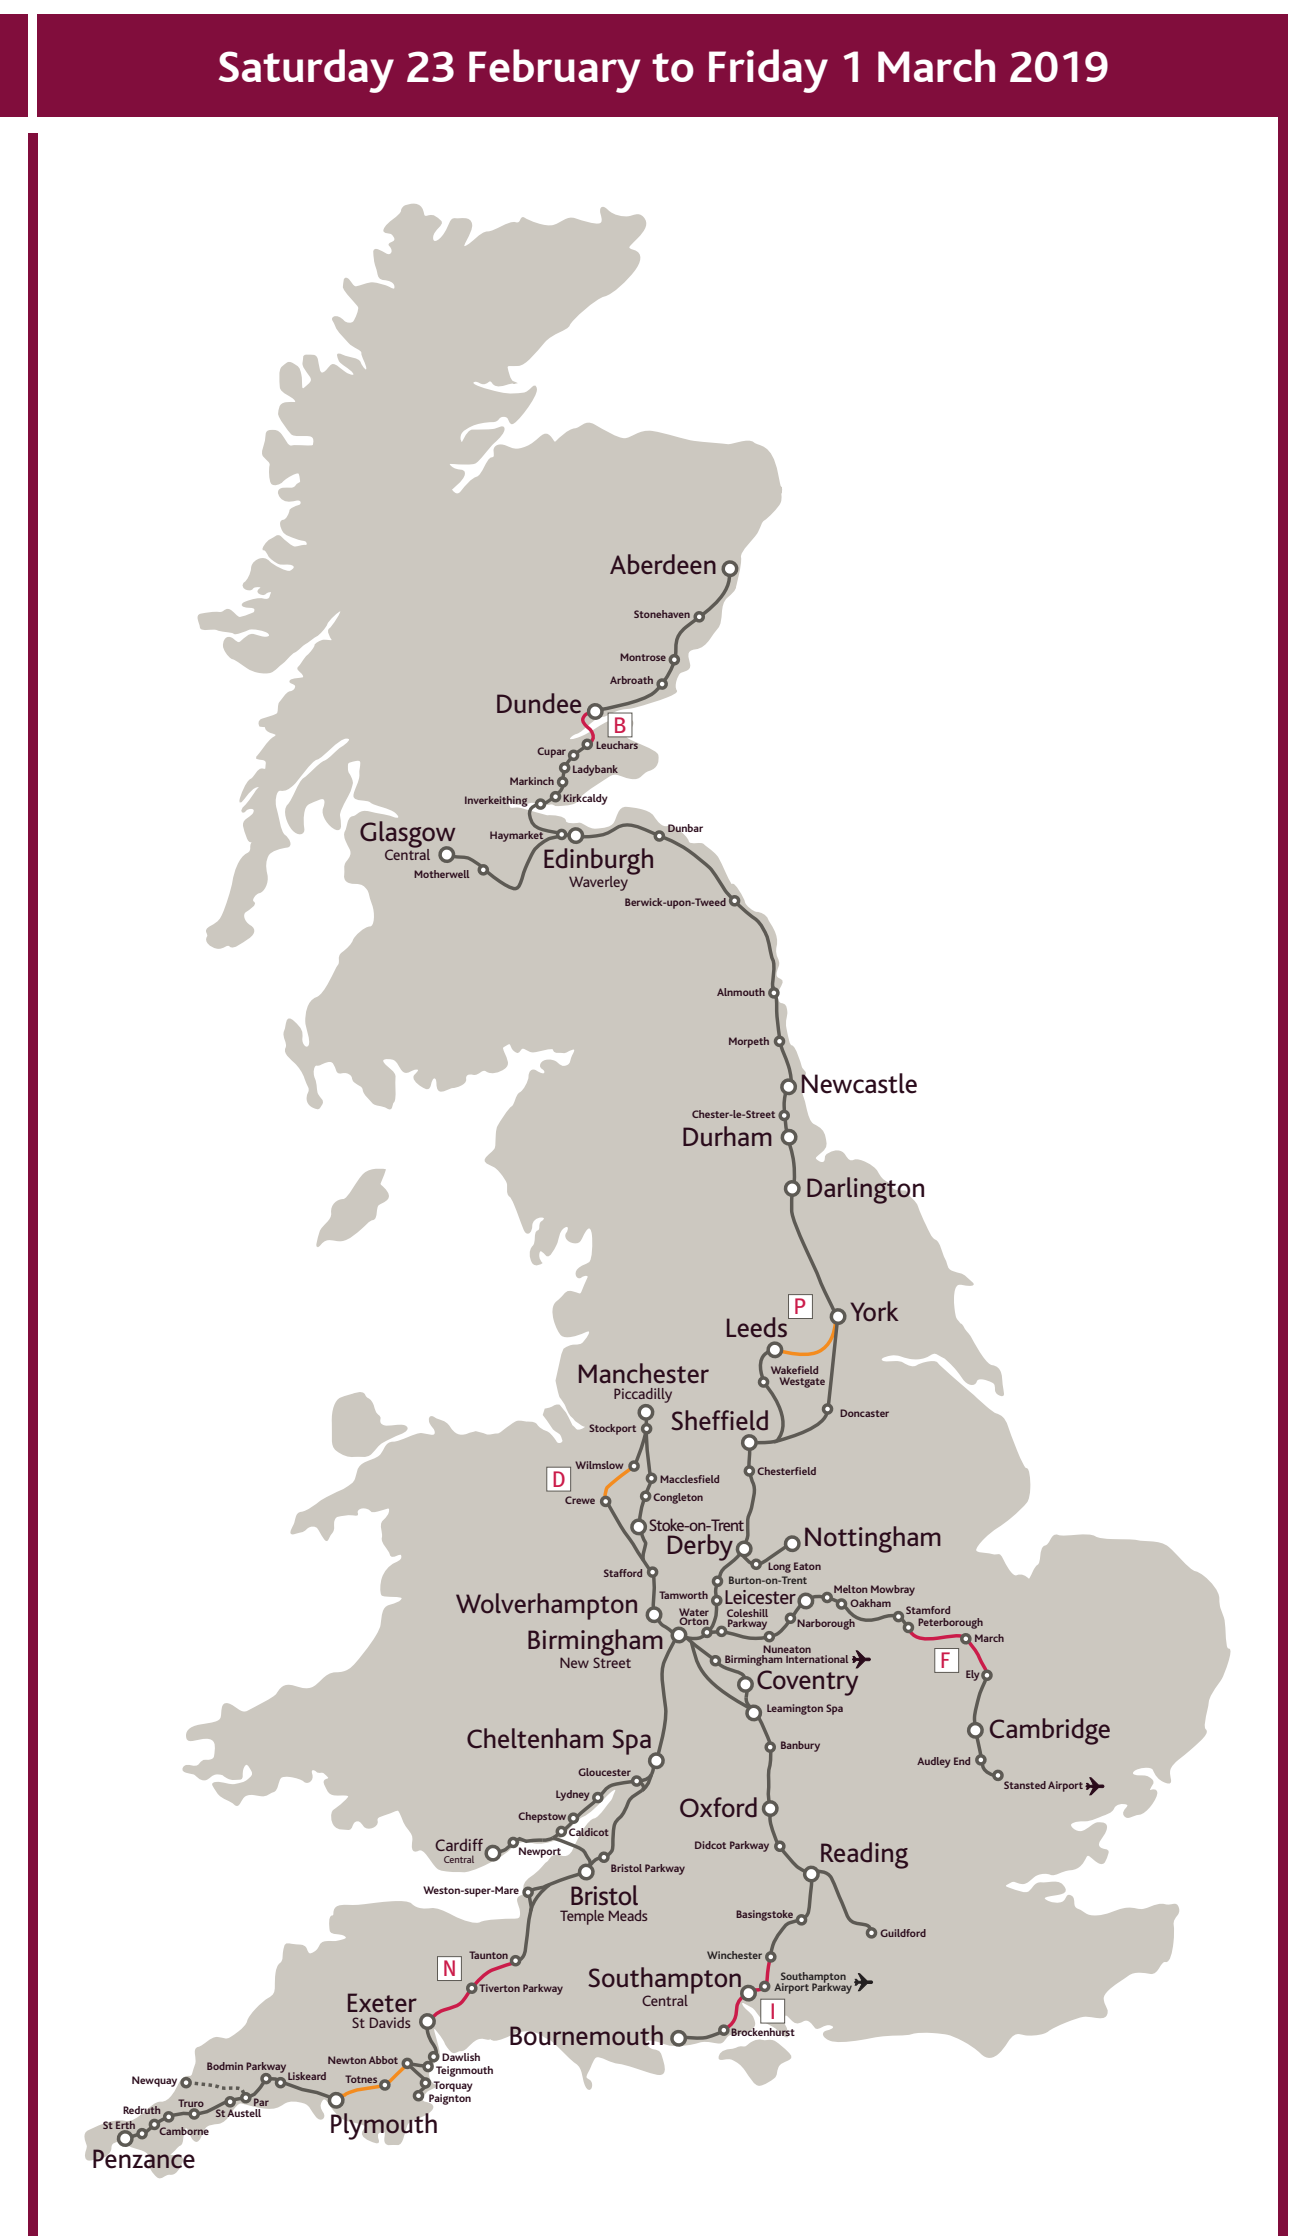 Saturday 23 February to Friday 1 March 2019
Aberdeen
Stonehaven
Montrose
Arbroath
Dundee
B
Leuchars
Cupar
Ladybank
Markinch
Kirkcaldy
Inverkeithing
Glasgow
Central
Motherwell
Haymarket
Edinburgh
Waverley
Dunbar
Berwick-upon-Tweed
Alnmouth
Morpeth
Newcastle
Chester-le-Street
Durham
Darlington
P
York
Leeds
Wakefield
Westgate
Manchester
Piccadilly
Stockport
Sheffield
Doncaster
Wilmslow
D
Macclesfield
Chesterfield
Crewe
Congleton
Stoke-on-Trent
Derby
Nottingham
Long Eaton
Stafford
Burton-on-Trent
Tamworth
Leicester
Melton Mowbray
Oakham
Stamford
Peterborough
Wolverhampton
Water
Orton
Coleshill
Parkway
Narborough
March
Birmingham
New Street
Nuneaton
Birmingham International
F
Ely
Coventry
Leamington Spa
Cambridge
Cheltenham Spa
Banbury
Audley End
Stansted Airport
Gloucester
Lydney
Oxford
Chepstow
Caldicot
Cardiff
Central
Newport
Didcot Parkway
Reading
Bristol Parkway
Weston-super-Mare
Bristol
Temple Meads
Basingstoke
Guildford
Taunton
N
Tiverton Parkway
Winchester
Southampton
Central
Southampton
Airport Parkway
I
Exeter
St Davids
Bournemouth
Brockenhurst
Newton Abbot
Dawlish
Teignmouth
Bodmin Parkway
Liskeard
Totnes
Torquay
Paignton
Newquay
Par
St Austell
Truro
Redruth
Camborne
St Erth
Plymouth
Penzance